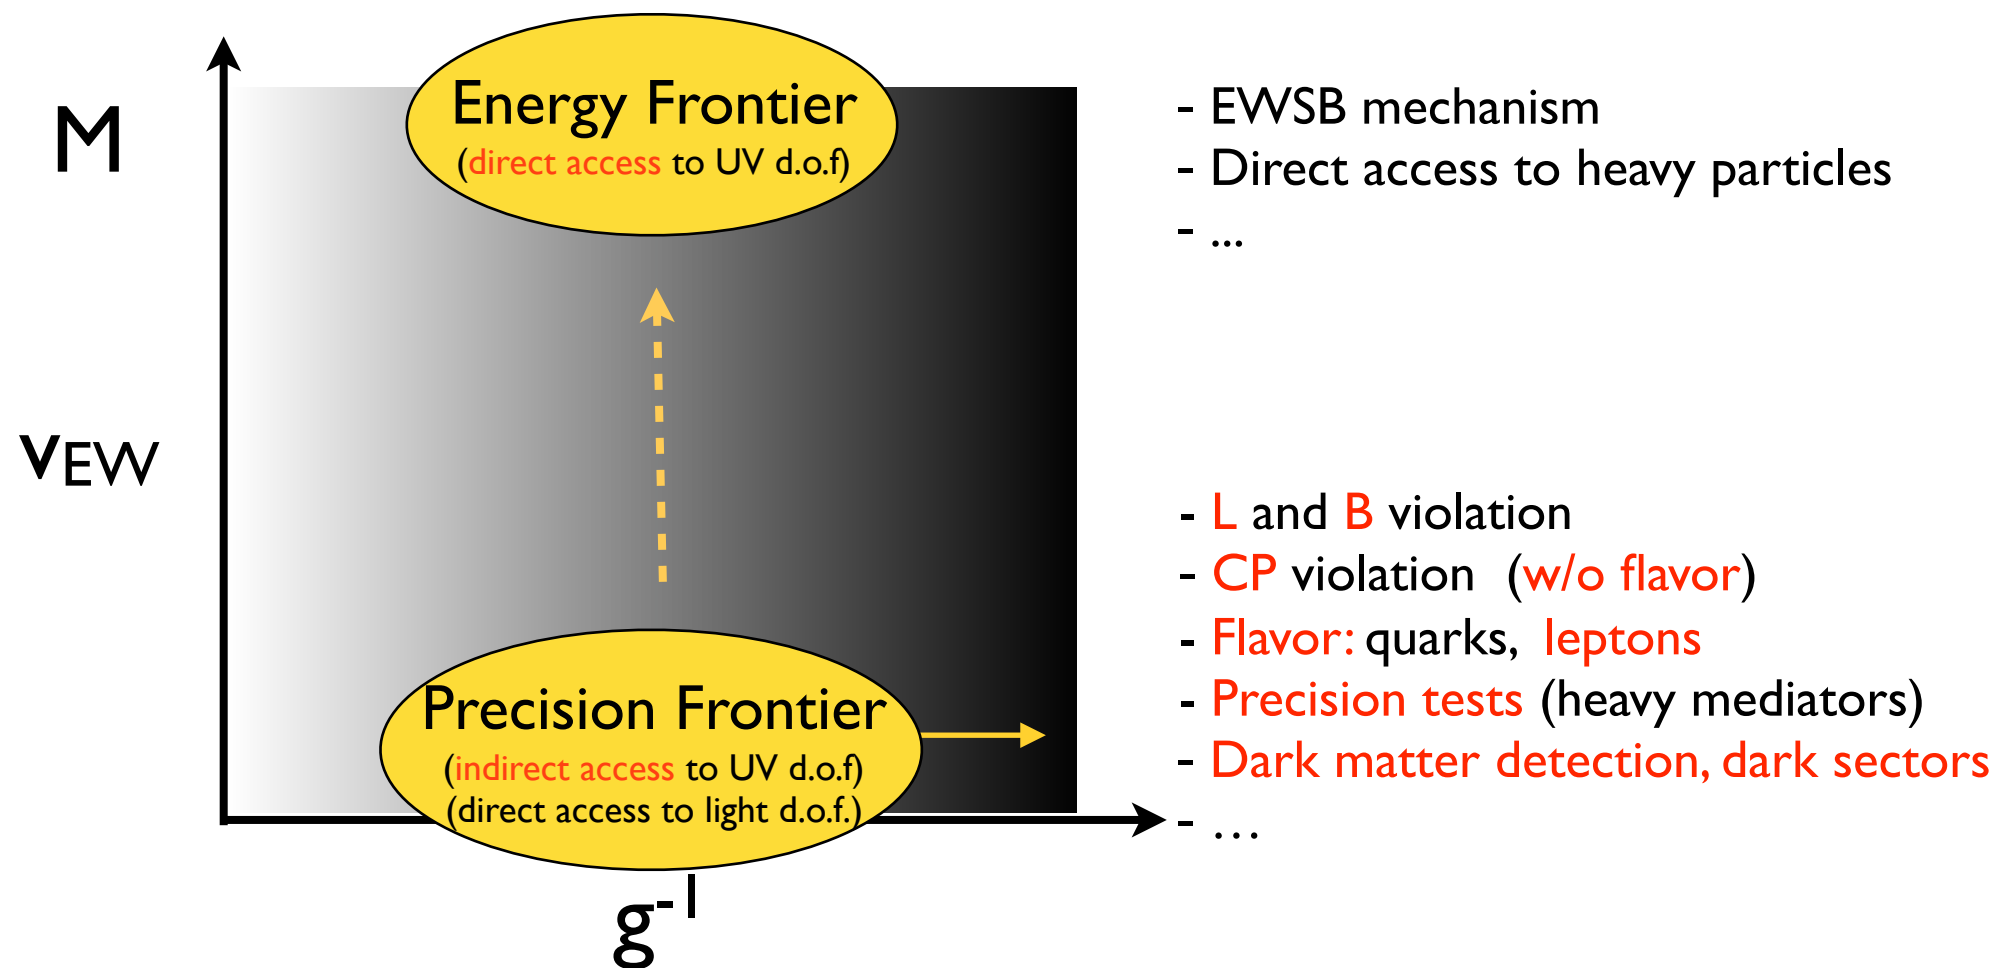 M
vEW
Energy Frontier
(direct access to UV d.o.f)
Precision Frontier
(indirect access to UV d.o.f)
(direct access to light d.o.f.)
g-1
- EWSB mechanism
- Direct access to heavy particles
- ...
- L and B violation
- CP violation (w/o flavor)
- Flavor: quarks, leptons
- Precision tests (heavy mediators)
- Dark matter detection, dark sectors
- ...